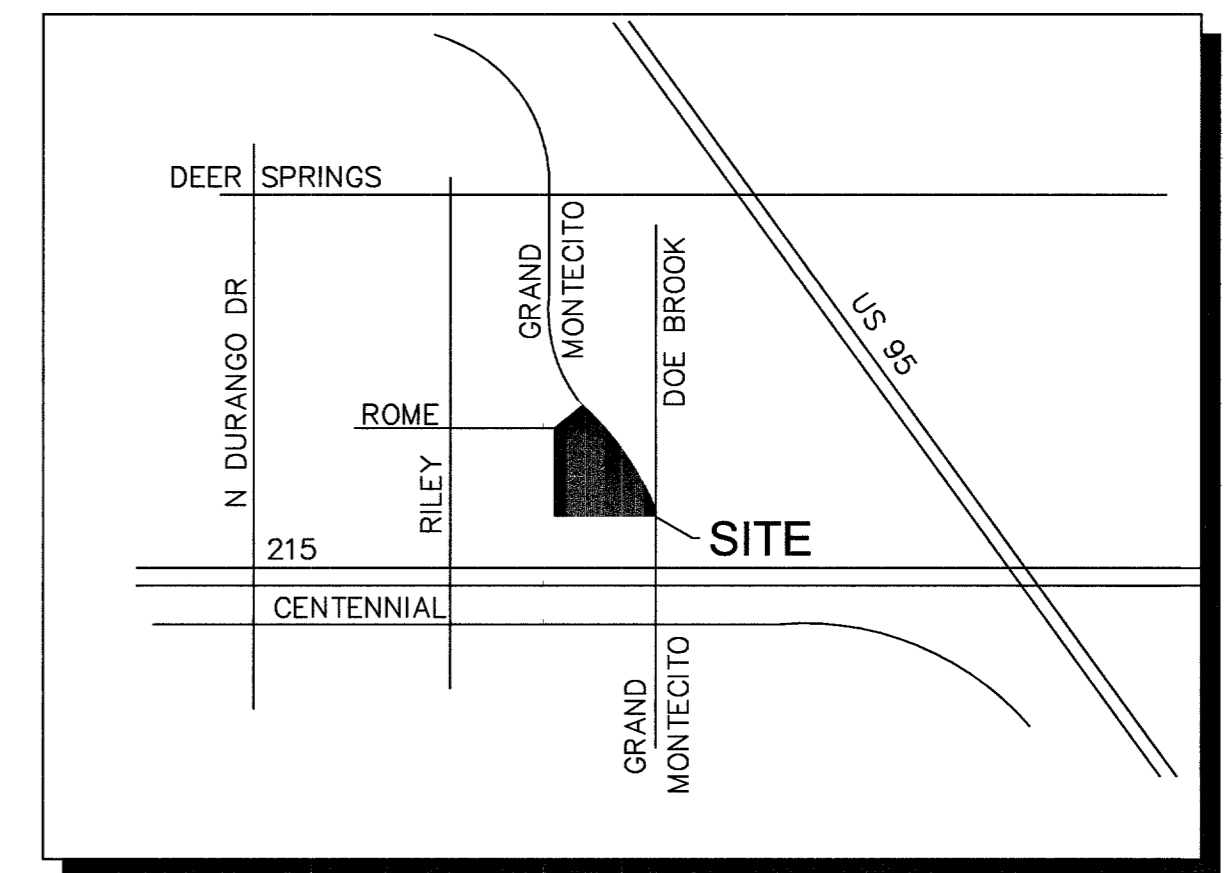 DEER SPRINGS
GRAND
MONTECITO
DOE BROOK
N DURANGO DR
US 95
ROME
RILEY
SITE
215
CENTENNIAL
GRAND
MONTECITO